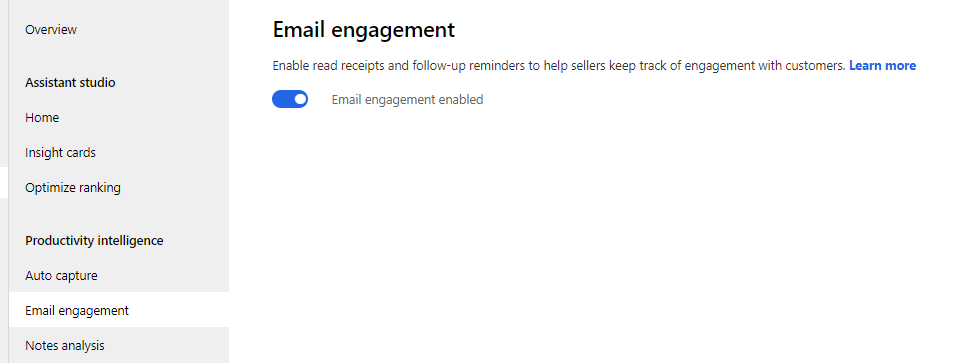 Overview
Assistant studio
Home
Insight cards
Optimize ranking
Productivity intelligence
Auto capture
Email engagement
Notes analysis
Email engagement
Enable read receipts and follow-up reminders to help sellers keep track of engagement with customers. Learn more
Email engagement enabled